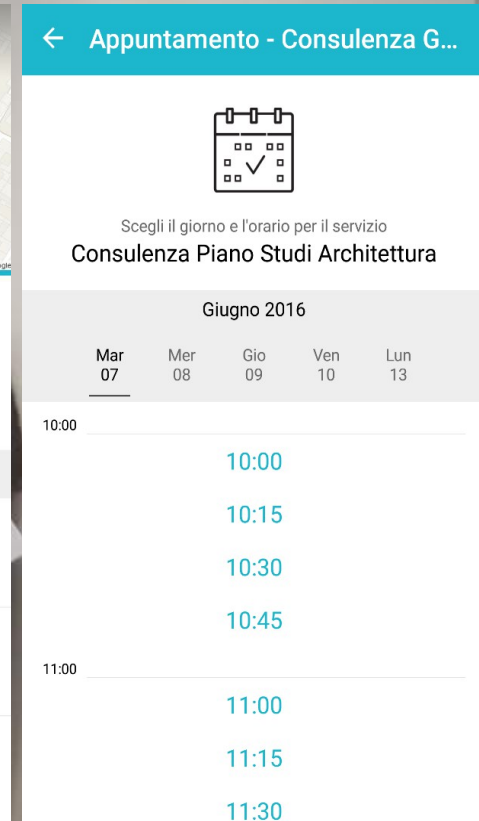 Appuntamento - Consulenza G...
Scegli il giorno e l'orario per il servizio
Consulenza Piano Studi Architettura
Giugno 2016
Mar Mer Gio Ven Lun
07 08 09 10 13
10:00
10:00
10:15
10:30
10:45
11:00
11:00
11:15
11:30